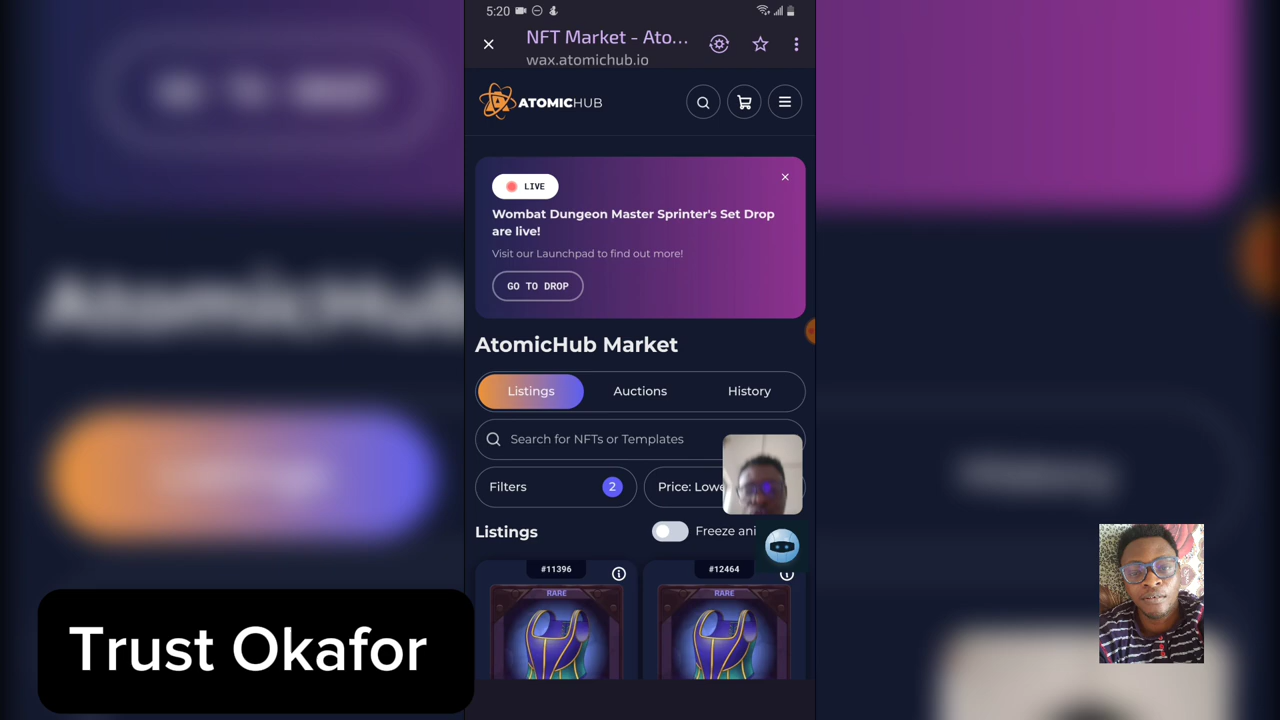 5:20
NFT Market - Ato...
wax.atomichub.io
ATOMICHUB
LIVE
Wombat Dungeon Master Sprinter's Set Drop
are live!
Visit our Launchpad to find out more!
GO TO DROP
AtomicHub Market
Listings
Auctions
History
Search for NFTs or Templates
Filters
2
Price: Lowe
Listings
Freeze ani
#11396
#12464
RARE
RARE
Trust Okafor